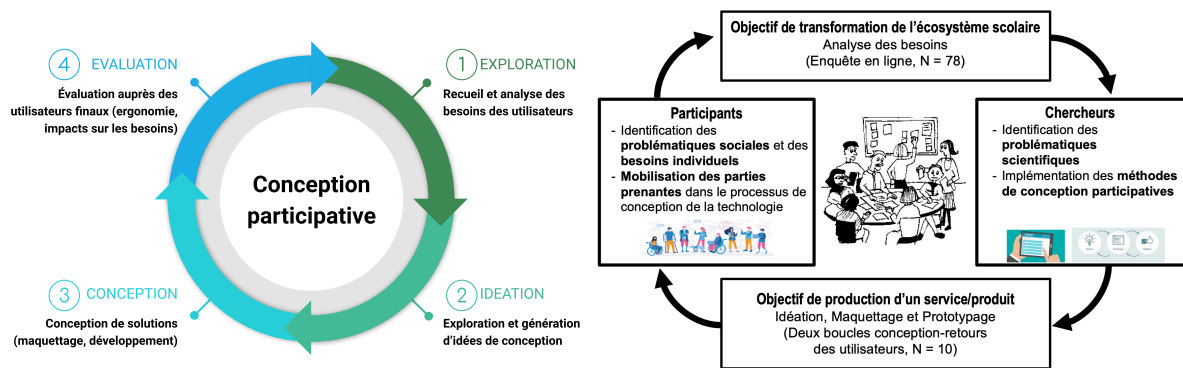 1 EXPLORATION
Recueil et analyse des
besoins des utilisateurs
2 IDEATION
Exploration et génération
d'idées de conception
3 CONCEPTION
Conception de solutions
(maquettage, développement)
4 EVALUATION
Évaluation auprès des
utilisateurs finaux (ergonomie,
impacts sur les besoins)
Conception
participative
Objectif de transformation de l'écosystème scolaire
Analyse des besoins
(Enquête en ligne, N = 78)
Participants
- Identification des
problématiques sociales et des
besoins individuels
- Mobilisation des parties
prenantes dans le processus de
conception de la technologie
Chercheurs
- Identification des
problématiques
scientifiques
- Implémentation des méthodes
de conception participatives
Objectif de production d'un service/produit
Idéation, Maquettage et Prototypage
(Deux boucles conception-retours
des utilisateurs, N = 10)